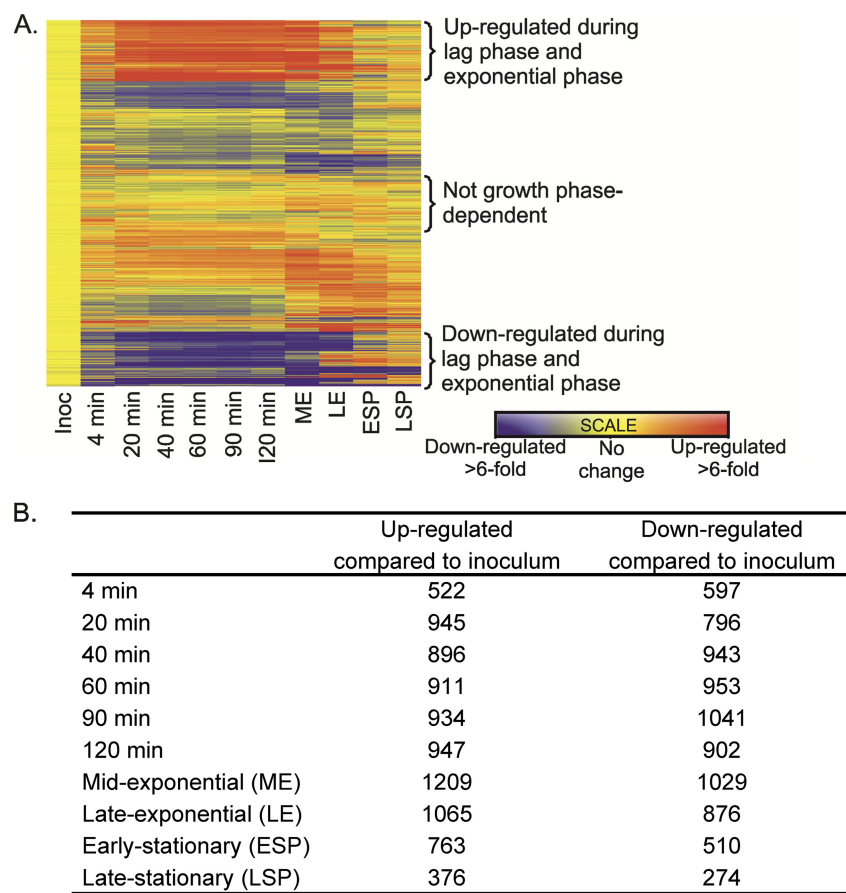 A.
Up-regulated during
lag phase and
exponential phase
Not growth phase-
dependent
Down-regulated during
lag phase and
exponential phase
Inoc
4 min
20 min
40 min
60 min
90 min
I20 min
ME
LE
ESP
LSP
SCALE
Down-regulated
>6-fold
No
change
Up-regulated
>6-fold
B.
Up-regulated Down-regulated
compared to inoculum compared to inoculum
4 min 522 597
20 min 945 796
40 min 896 943
60 min 911 953
90 min 934 1041
120 min 947 902
Mid-exponential (ME) 1209 1029
Late-exponential (LE) 1065 876
Early-stationary (ESP) 763 510
Late-stationary (LSP) 376 274